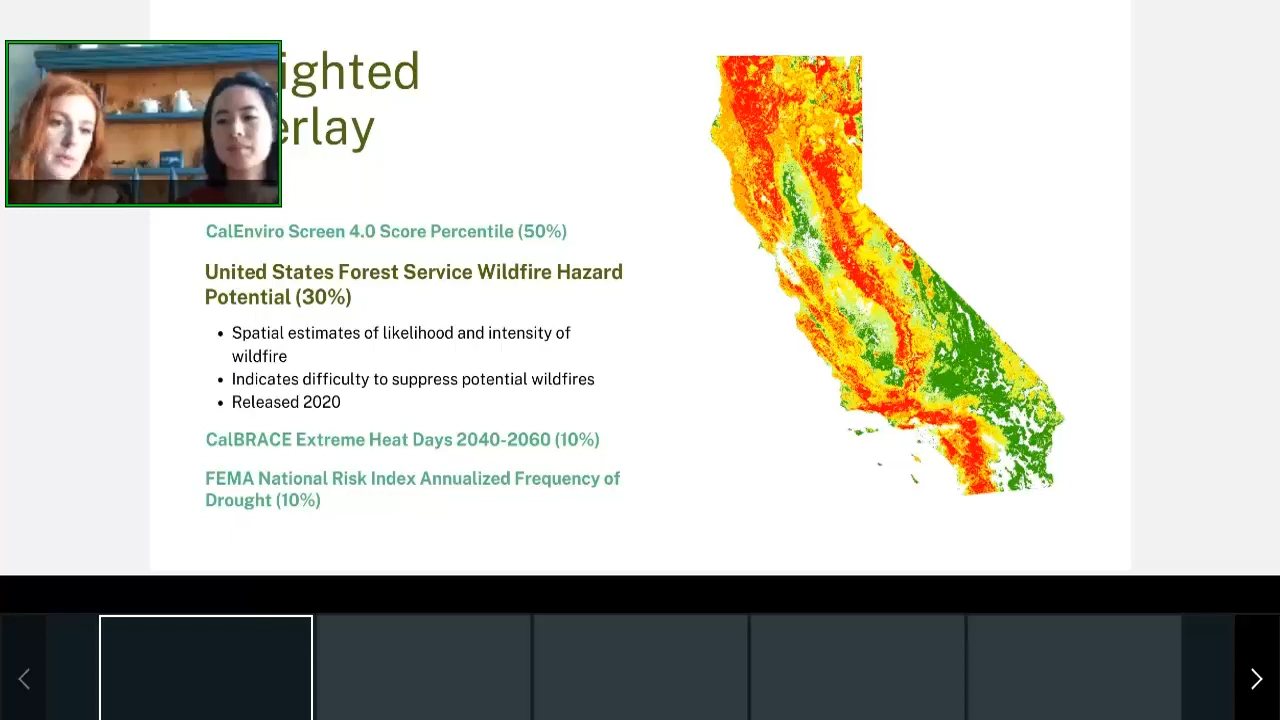 ighted
erlay
CalEnviro Screen 4.0 Score Percentile (50%)
United States Forest Service Wildfire Hazard
Potential (30%)
• Spatial estimates of likelihood and intensity of
wildfire
• Indicates difficulty to suppress potential wildfires
• Released 2020
CalBRACE Extreme Heat Days 2040-2060 (10%)
FEMA National Risk Index Annualized Frequency of
Drought (10%)